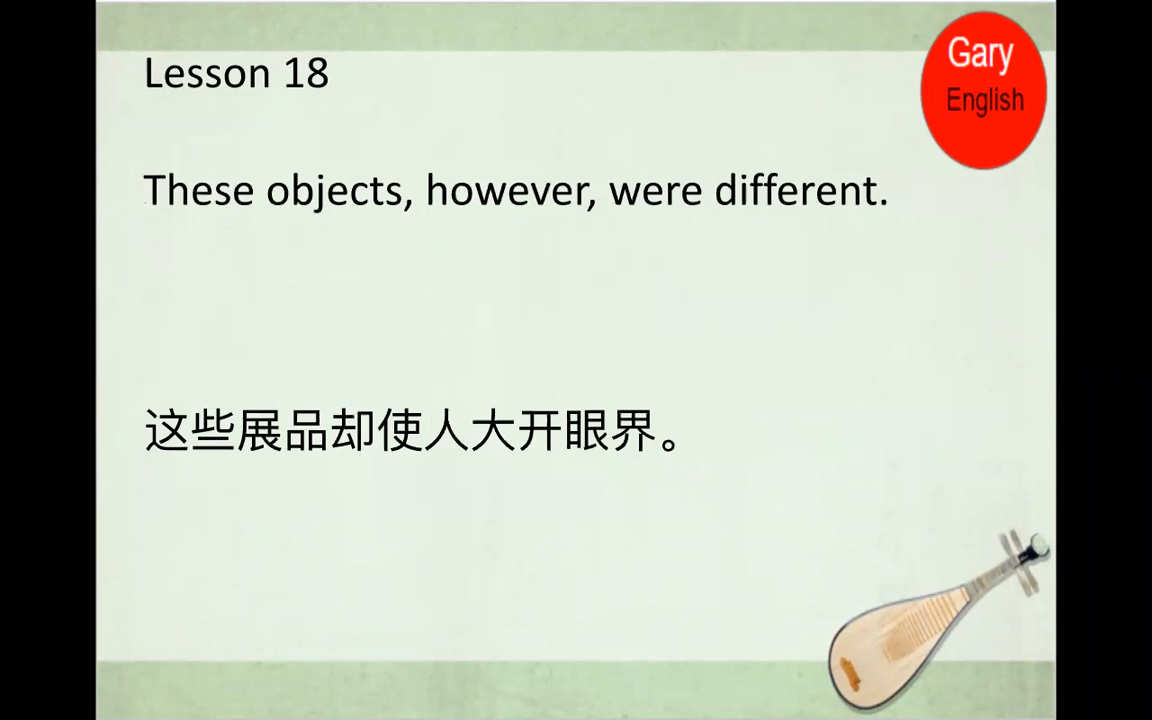 Lesson 18
Gary
English
These objects, however, were different.
这些展品却使人大开眼界。